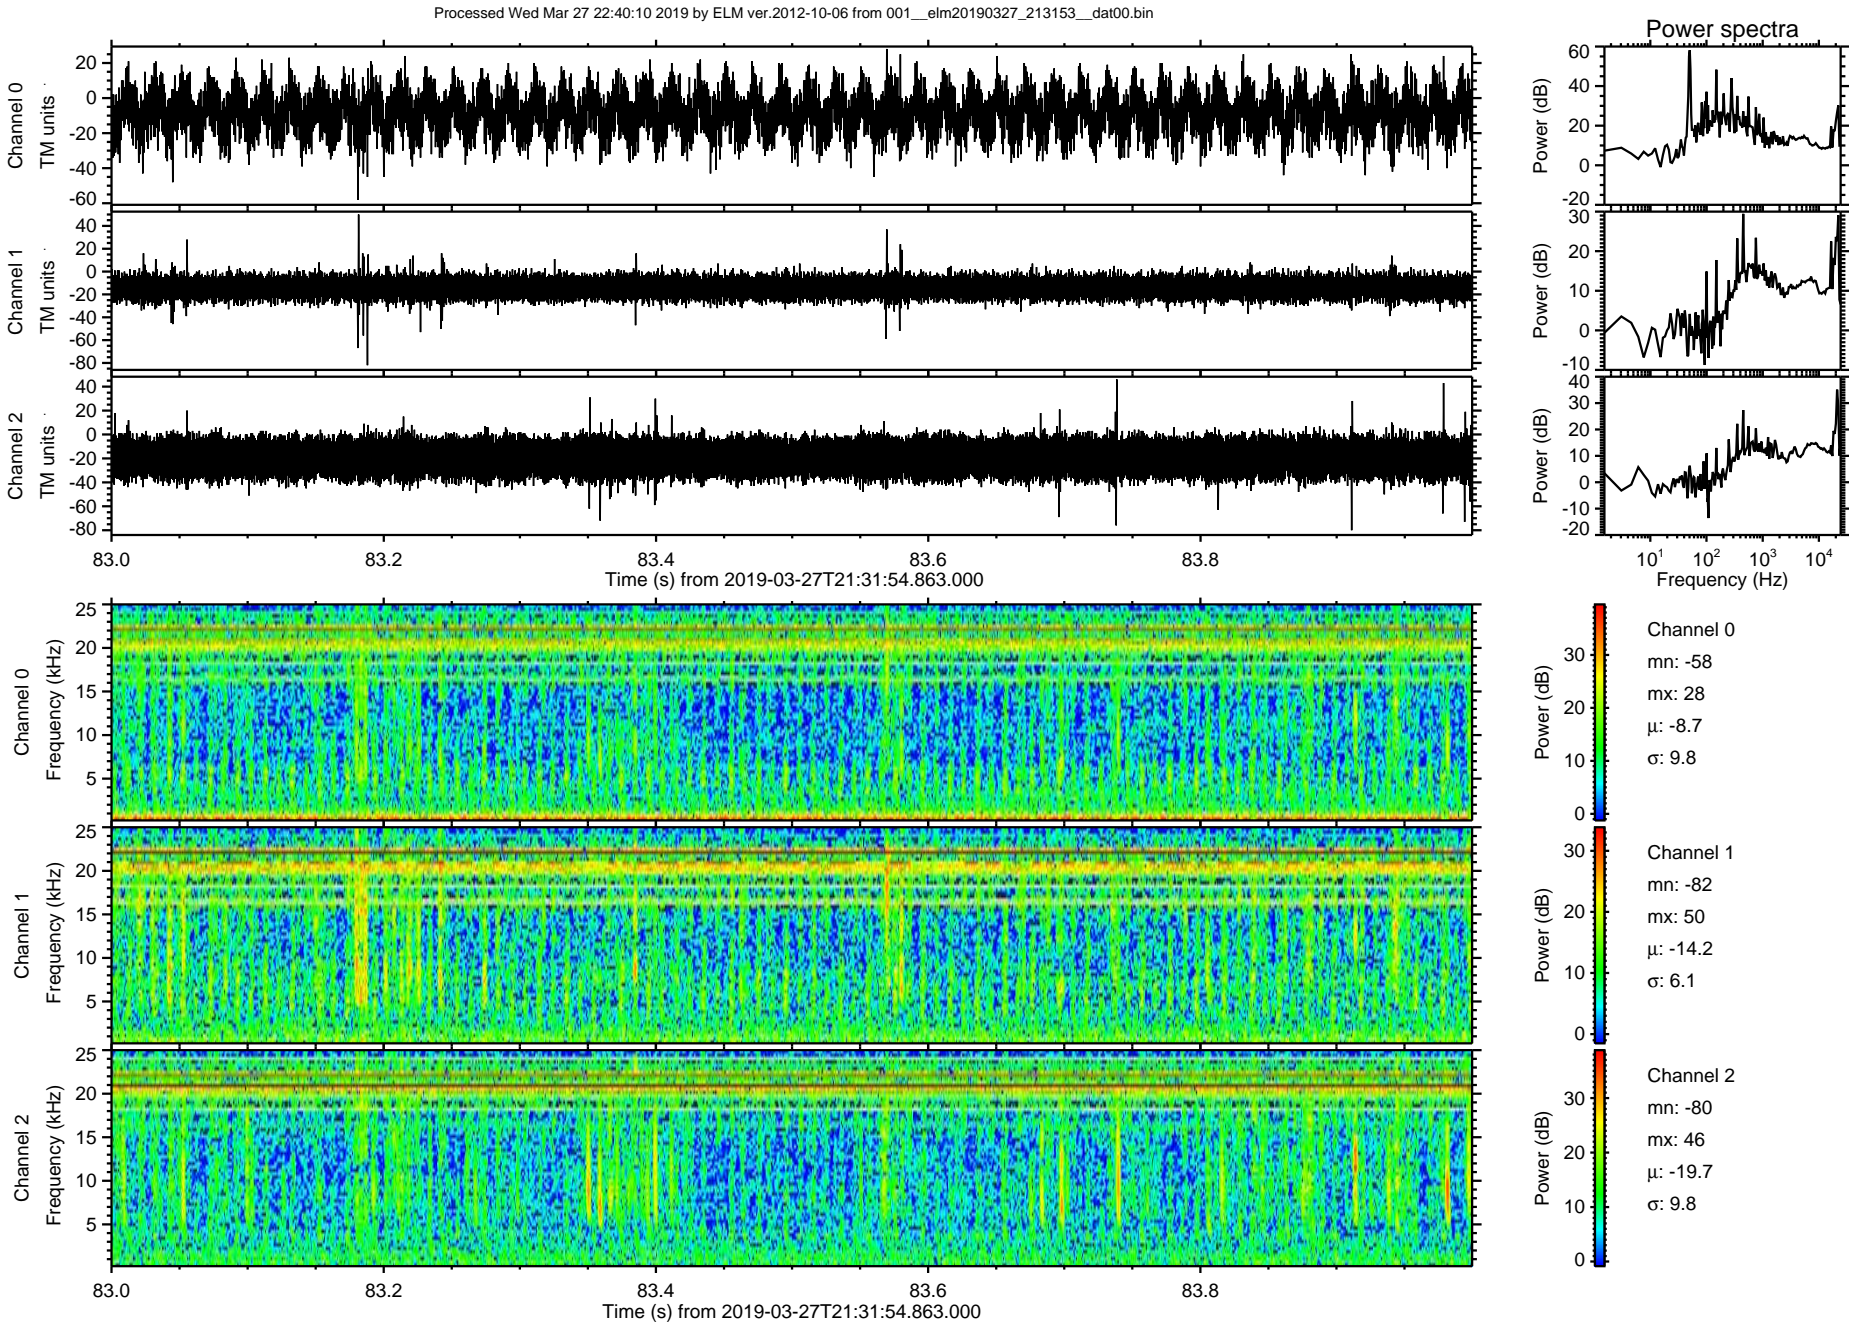 Processed Wed Mar 27 22:40:10 2019 by ELM ver.2012-10-06 from 001__elm20190327_213153__dat00.bin
Power spectra
Channel 0
TM units
20
0
-20
-40
-60
Power (dB)
60
40
20
0
-20
Channel 1
TM units
40
20
0
-20
-40
-60
-80
Power (dB)
30
20
10
0
-10
Channel 2
TM units
40
20
0
-20
-40
-60
-80
Power (dB)
40
30
20
10
0
-10
-20
83.0 83.2 83.4 83.6 83.8
Time (s) from 2019-03-27T21:31:54.863.000
10¹ 10² 10³ 10⁴
Frequency (Hz)
Channel 0
Frequency (kHz)
25
20
15
10
5
Power (dB)
30
20
10
0
Channel 0
mn: -58
mx: 28
μ: -8.7
σ: 9.8
Channel 1
Frequency (kHz)
25
20
15
10
5
Power (dB)
30
20
10
0
Channel 1
mn: -82
mx: 50
μ: -14.2
σ: 6.1
Channel 2
Frequency (kHz)
25
20
15
10
5
Power (dB)
30
20
10
0
Channel 2
mn: -80
mx: 46
μ: -19.7
σ: 9.8
83.0 83.2 83.4 83.6 83.8
Time (s) from 2019-03-27T21:31:54.863.000